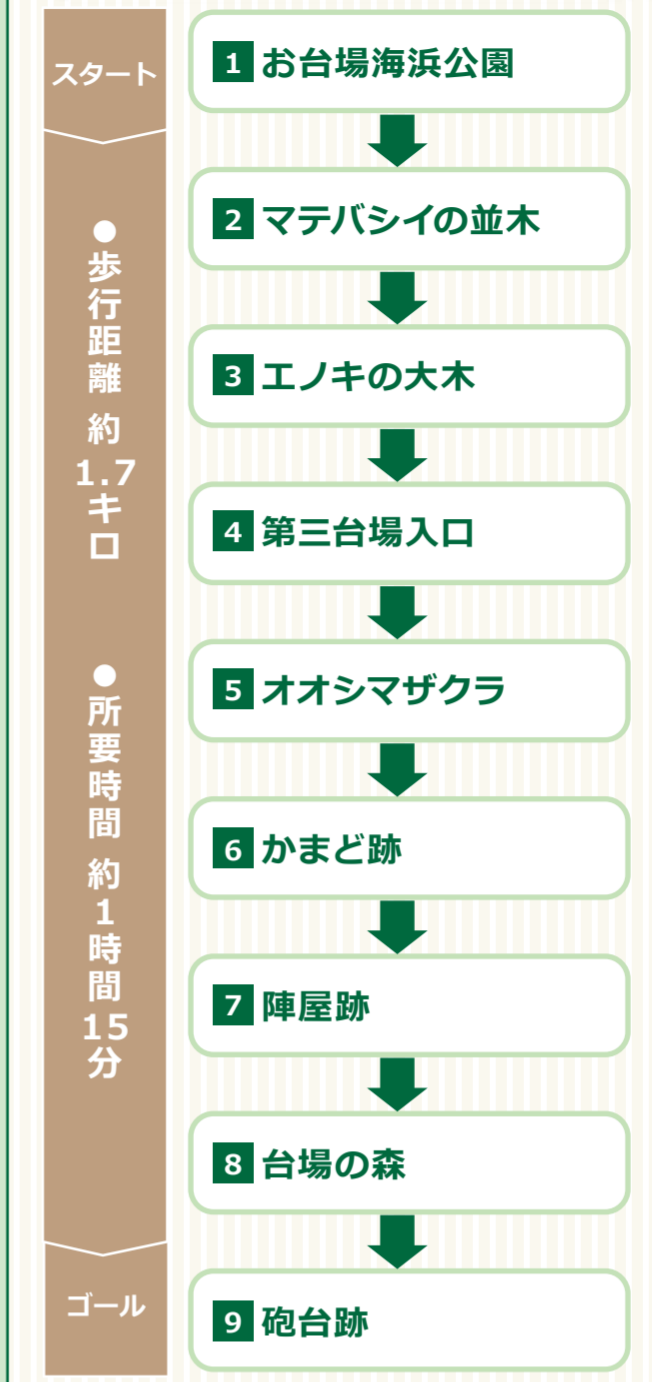 スタート
●歩行距離 約1.7キロ
●所要時間 約1時間15分
ゴール
1 お台場海浜公園
2 マテバシイの並木
3 エノキの大木
4 第三台場入口
5 オオシマザクラ
6 かまど跡
7 陣屋跡
8 台場の森
9 砲台跡